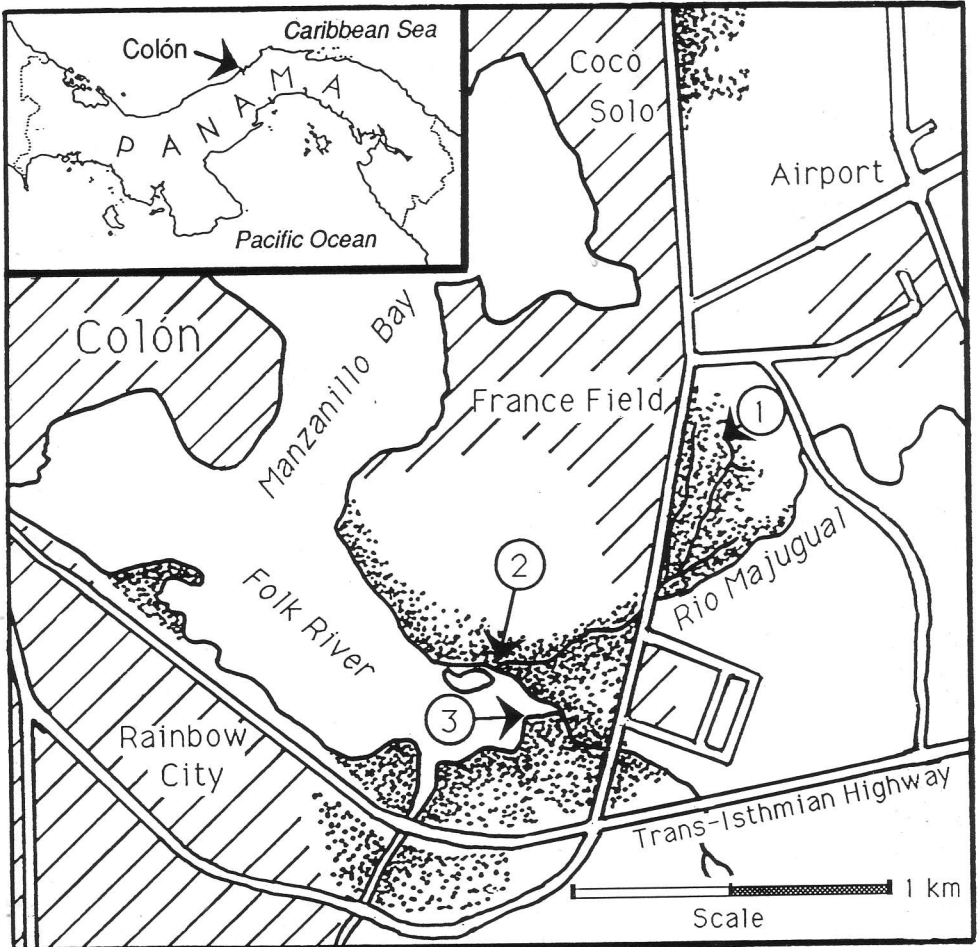 Caribbean Sea
Colón
PANAMA
Pacific Ocean
Coco
Solo
Airport
Colón
Manzanillo Bay
France Field
1
2
Rio Majugual
Folk River
3
Rainbow
City
Trans-Isthmian Highway
1 km
Scale